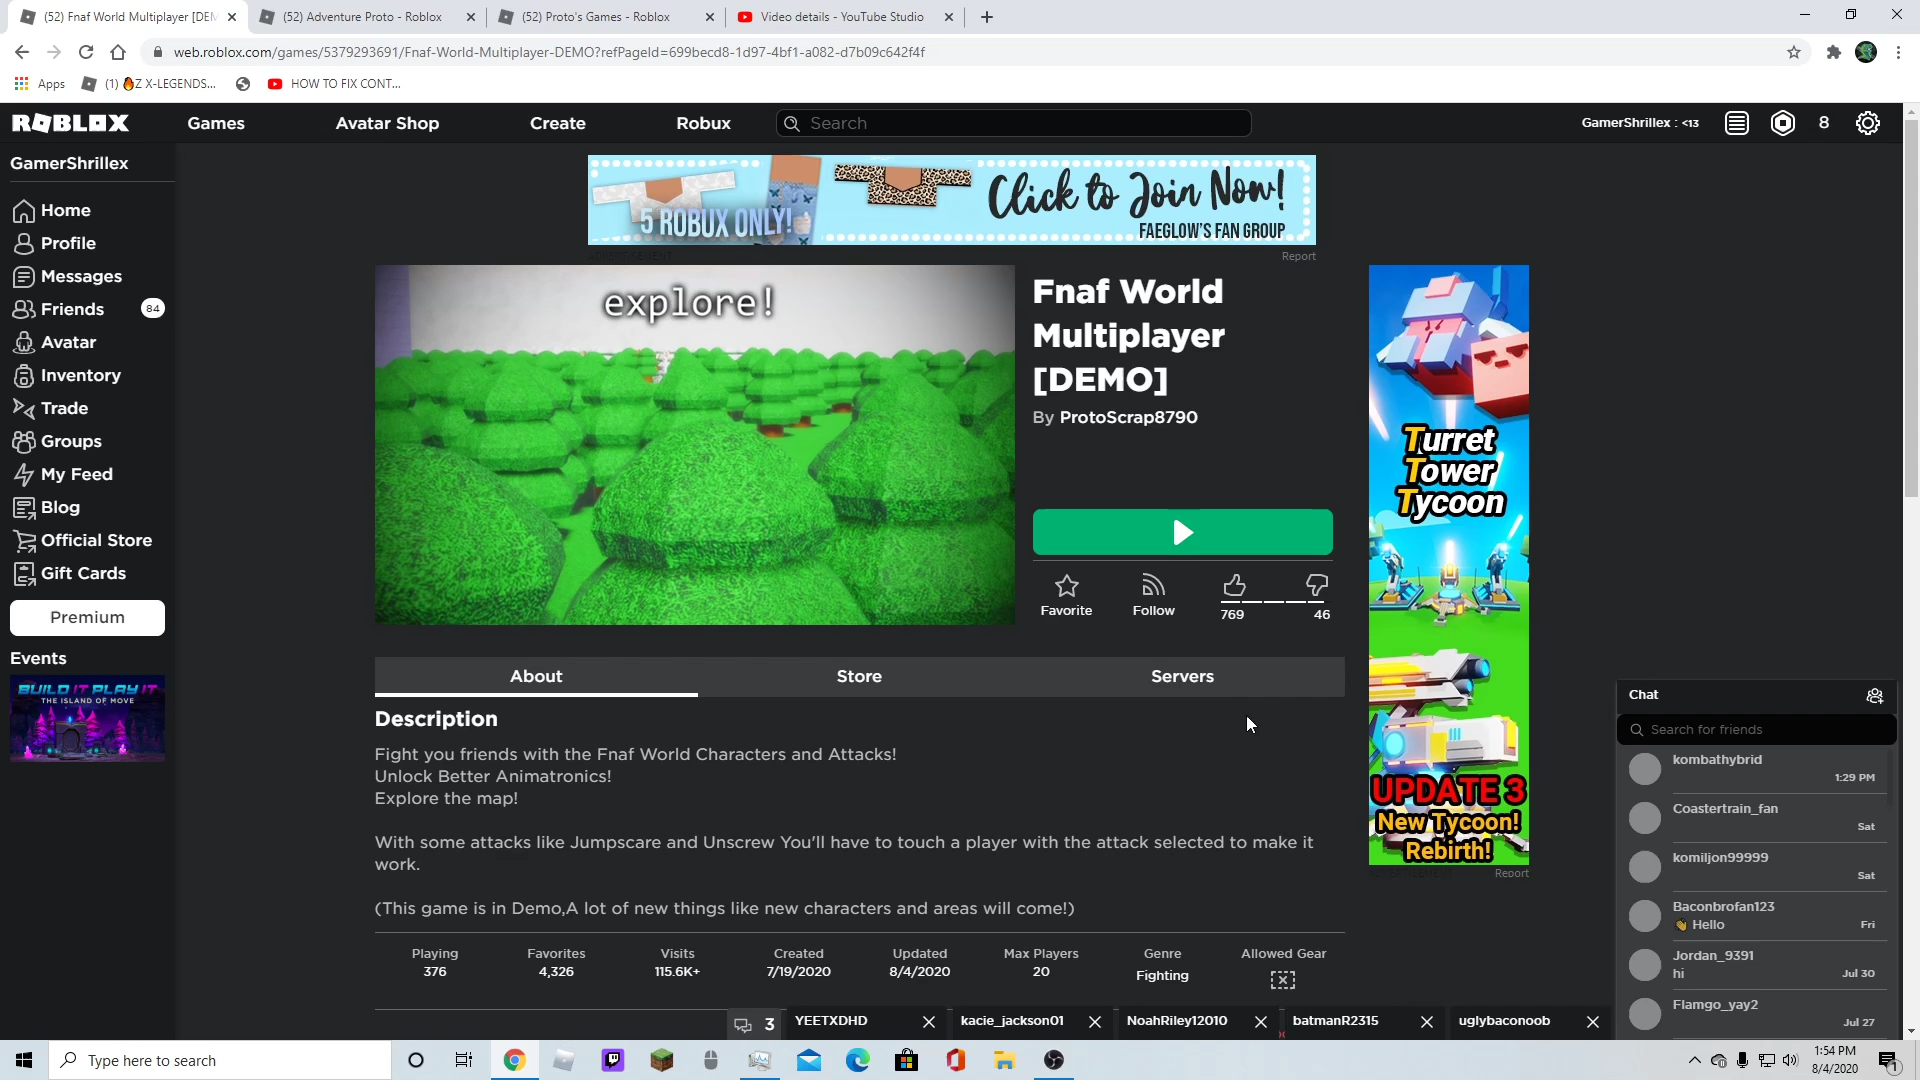 (52) Fnaf World Multiplayer [DEM
(52) Adventure Proto - Roblox
(52) Proto's Games - Roblox
Video details - YouTube Studio
web.roblox.com/games/5379293691/Fnaf-World-Multiplayer-DEMO?refPageId=699becd8-1d97-4bf1-a082-d7b09c642f4f
Apps
(1) 🔥Z X-LEGENDS...
HOW TO FIX CONT...
ROBLOX
Games
Avatar Shop
Create
Robux
Search
GamerShrillex : <13
8
GamerShrillex
Home
Profile
Messages
Friends
84
Avatar
Inventory
Trade
Groups
My Feed
Blog
Official Store
Gift Cards
Premium
Events
BUILD IT PLAY IT
THE ISLAND OF MOVE
5 ROBUX ONLY!
Click to Join Now!
FAEGLOW'S FAN GROUP
ADVERTISEMENT
Report
explore!
Fnaf World
Multiplayer
[DEMO]
By ProtoScrap8790
Favorite
Follow
769
46
Turret
Tower
Tycoon
UPDATE 3
New Tycoon!
Rebirth!
ADVERTISEMENT
Report
About
Store
Servers
Description
Fight you friends with the Fnaf World Characters and Attacks!
Unlock Better Animatronics!
Explore the map!
With some attacks like Jumpscare and Unscrew You'll have to touch a player with the attack selected to make it
work.
(This game is in Demo,A lot of new things like new characters and areas will come!)
Playing
376
Favorites
4,326
Visits
115.6K+
Created
7/19/2020
Updated
8/4/2020
Max Players
20
Genre
Fighting
Allowed Gear
Chat
Search for friends
kombathybrid
1:29 PM
Coastertrain_fan
Sat
komiljon99999
Sat
Baconbrofan123
👋 Hello
Fri
Jordan_9391
hi
Jul 30
Flamgo_yay2
Jul 27
3
YEETXDHD
kacie_jackson01
NoahRiley12010
batmanR2315
uglybaconoob
Type here to search
1:54 PM
8/4/2020
1